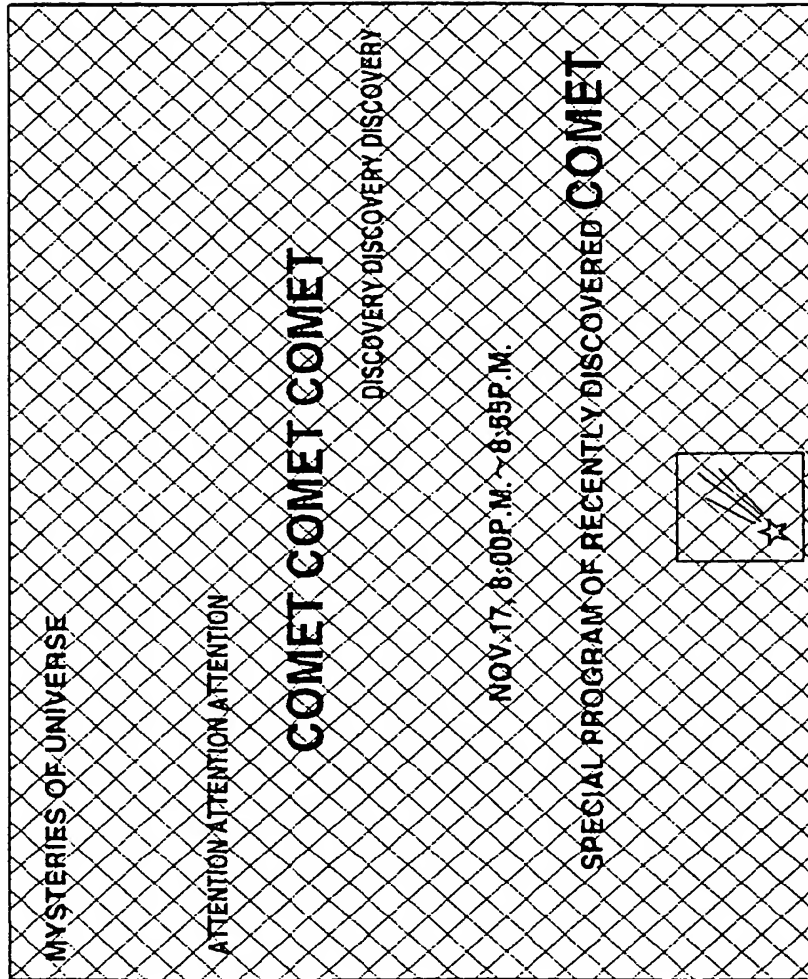 MYSTERIES OF UNIVERSE
ATTENTION ATTENTION ATTENTION
COMET COMET COMET
DISCOVERY DISCOVERY DISCOVERY
NOV. 17, 8:00P.M.~8:55P.M.
SPECIAL PROGRAM OF RECENTLY DISCOVERED COMET